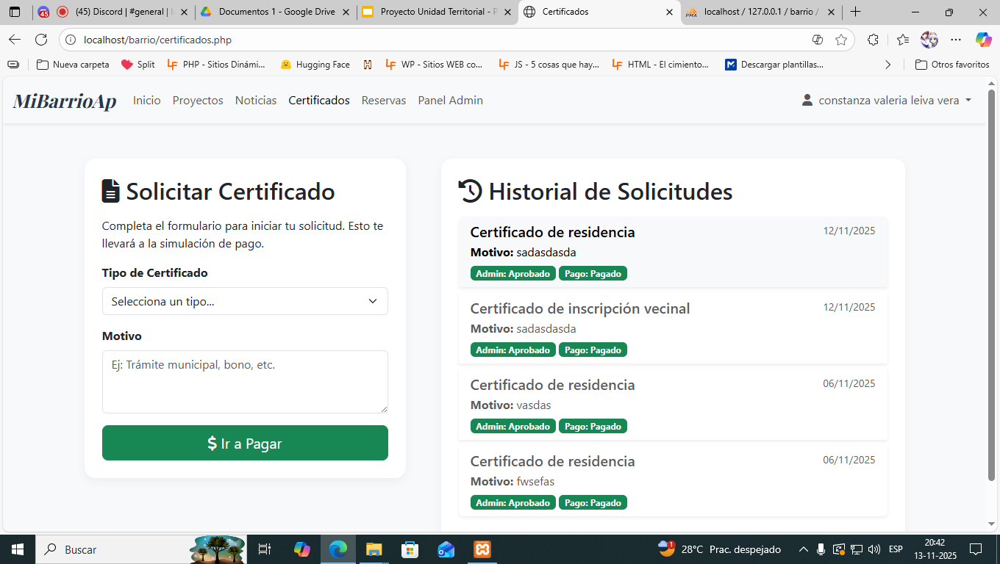 (45) Discord | #general |
Documentos 1 - Google Drive
Proyecto Unidad Territorial - P
Certificados
localhost / 127.0.0.1 / barrio /
45
PMA
localhost/barrio/certificados.php
Nueva carpeta
Split
PHP - Sitios Dinámi...
Hugging Face
WP - Sitios WEB co...
JS - 5 cosas que hay...
HTML - El cimiento...
Descargar plantillas...
Otros favoritos
MiBarrioAp
Inicio
Proyectos
Noticias
Certificados
Reservas
Panel Admin
constanza valeria leiva vera
Solicitar Certificado
Completa el formulario para iniciar tu solicitud. Esto te
llevará a la simulación de pago.
Tipo de Certificado
Selecciona un tipo...
Motivo
Ej: Trámite municipal, bono, etc.
$ Ir a Pagar
Historial de Solicitudes
Certificado de residencia
12/11/2025
Motivo: sadasdasda
Admin: Aprobado
Pago: Pagado
Certificado de inscripción vecinal
12/11/2025
Motivo: sadasdasda
Admin: Aprobado
Pago: Pagado
Certificado de residencia
06/11/2025
Motivo: vasdas
Admin: Aprobado
Pago: Pagado
Certificado de residencia
06/11/2025
Motivo: fwsefas
Admin: Aprobado
Pago: Pagado
Buscar
1
28°C Prac. despejado
ESP
20:42
13-11-2025